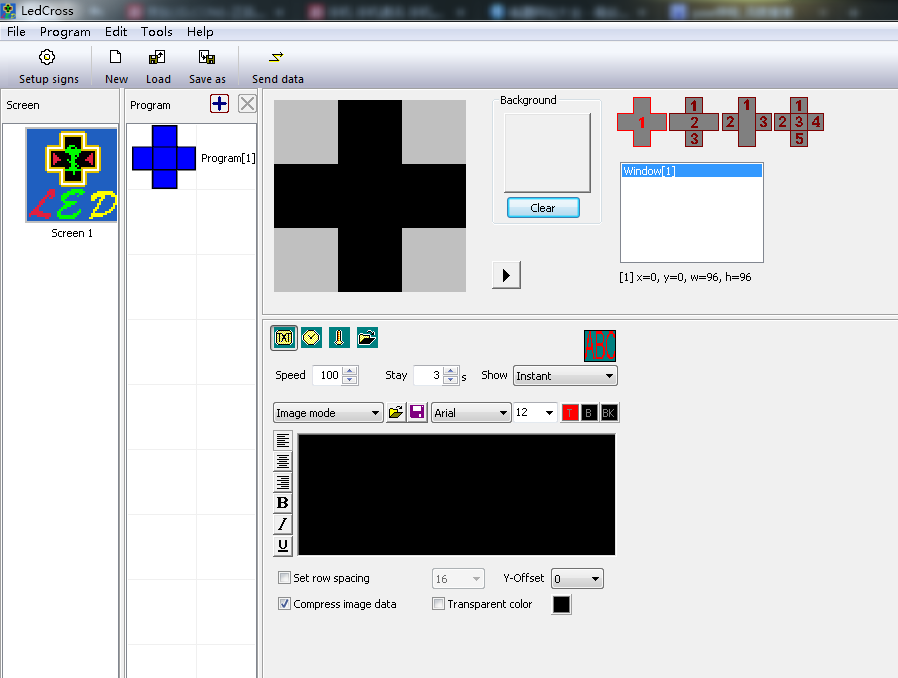 LedCross
File Program Edit Tools Help
Setup signs New Load Save as Send data
Screen
LED
Screen 1
Program
Program[1]
Background
Clear
1
1
2
3
1
2 3
1
2 3 4
5
Window[1]
[1] x=0, y=0, w=96, h=96
TXT
ABC
Speed 100 Stay 3 s Show Instant
Image mode Arial 12 T B BK
B
I
U
Set row spacing 16 Y-Offset 0
Compress image data Transparent color